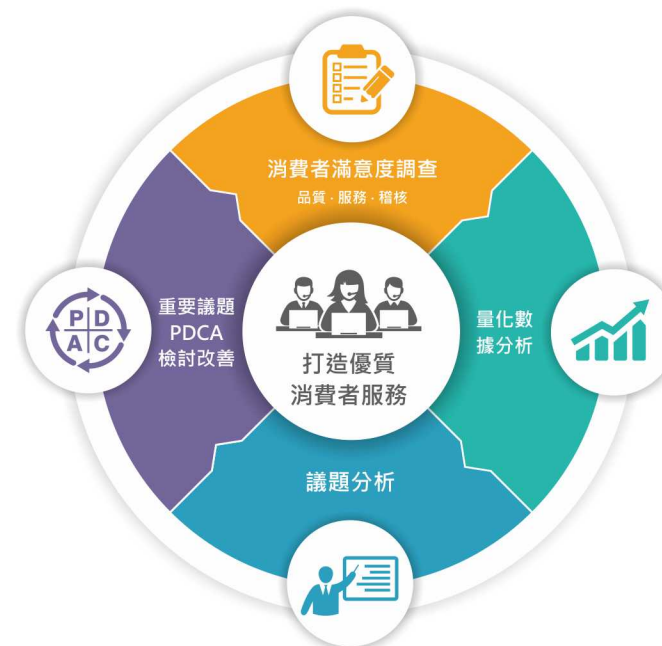 消費者滿意度調查
品質．服務．稽核
量化數
據分析
議題分析
重要議題
PDCA
檢討改善
P D
A C
打造優質
消費者服務